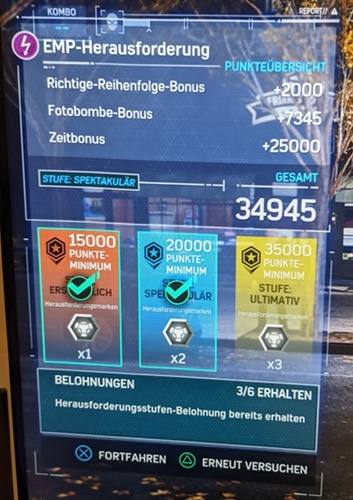 KOMBO
REPORT//
EMP-Herausforderung
PUNKTEÜBERSICHT
Richtige-Reihenfolge-Bonus +2000
Fotobombe-Bonus +7345
Zeitbonus +25000
STUFE: SPEKTAKULÄR GESAMT
34945
15000
PUNKTE-
MINIMUM
Herausforderungsmarken
x1
20000
PUNKTE-
MINIMUM
SPEKTAKULÄR
Herausforderungsmarken
x2
35000
PUNKTE-
MINIMUM
STUFE:
ULTIMATIV
Herausforderungsmarken
x3
BELOHNUNGEN 3/6 ERHALTEN
Herausforderungsstufen-Belohnung bereits erhalten
FORTFAHREN ERNEUT VERSUCHEN